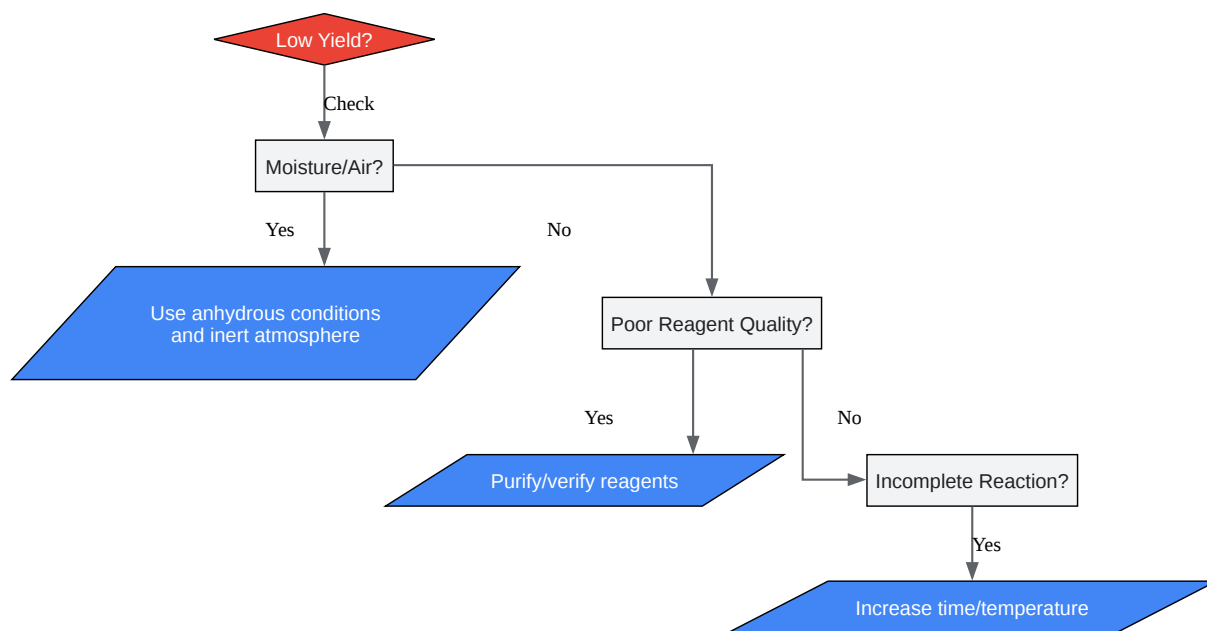 Low Yield?
Check
Moisture/Air?
Yes
No
Use anhydrous conditions
and inert atmosphere
Poor Reagent Quality?
Yes
No
Purify/verify reagents
Incomplete Reaction?
Yes
Increase time/temperature